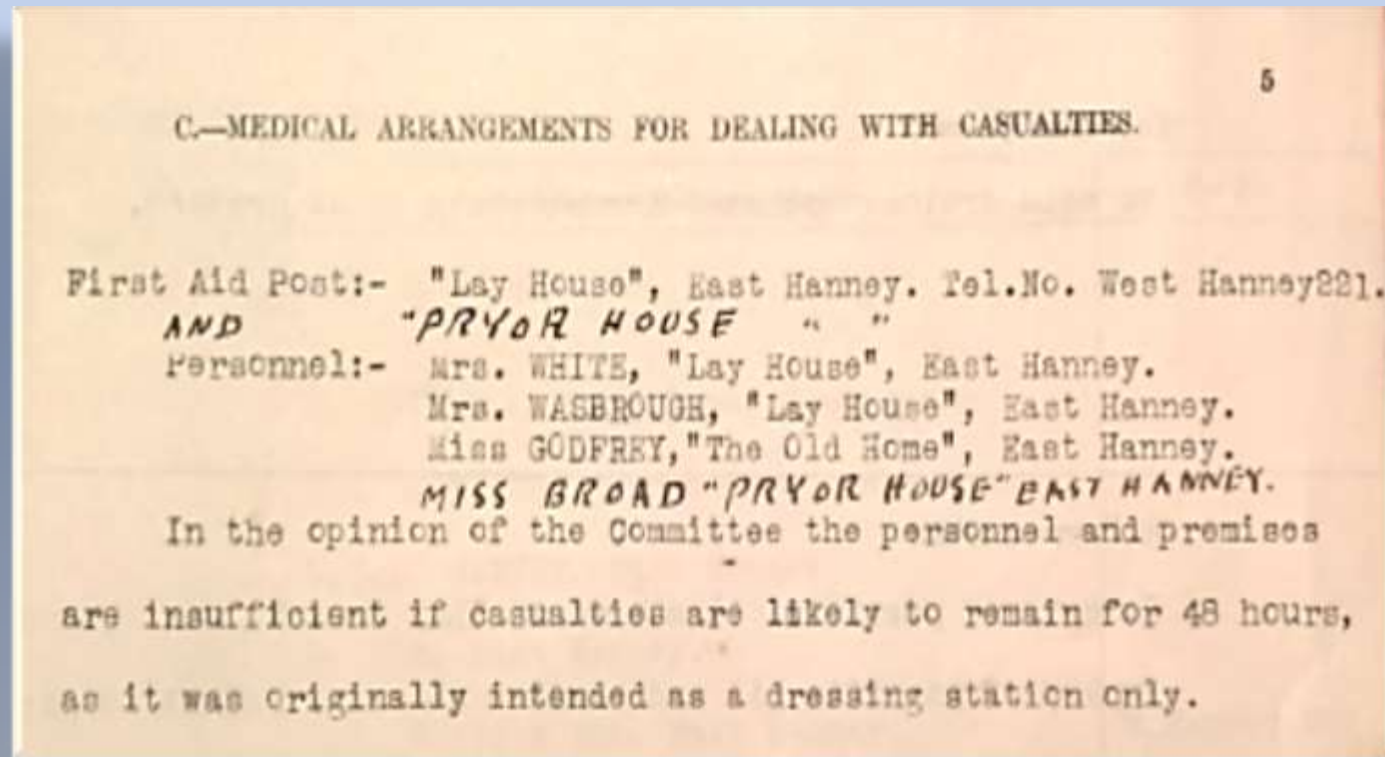 5
C.—MEDICAL ARRANGEMENTS FOR DEALING WITH CASUALTIES.
First Aid Post:- "Lay House", East Hanney. Tel.No. West Hanney221.
AND "PRYOR HOUSE " "
Personnel:- Mrs. WHITE, "Lay House", East Hanney.
Mrs. WASBROUGH, "Lay House", East Hanney.
Miss GODFREY,"The Old Home", East Hanney.
MISS BROAD "PRYOR HOUSE" EAST HANNEY.
In the opinion of the Committee the personnel and premises
are insufficient if casualties are likely to remain for 48 hours,
as it was originally intended as a dressing station only.